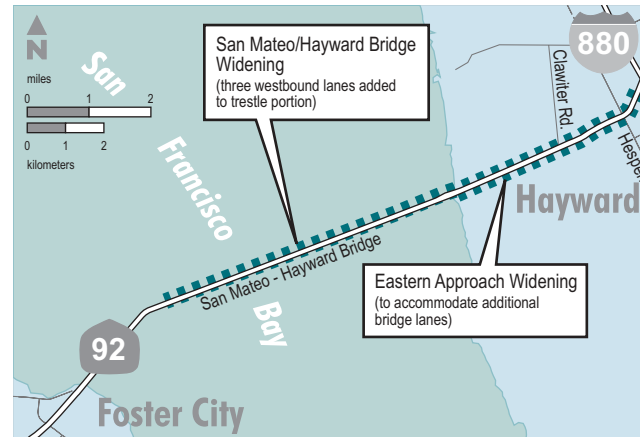 N
miles
0 1 2
0 1 2
kilometers
San
Francisco
Bay
San Mateo/Hayward Bridge
Widening
(three westbound lanes added
to trestle portion)
880
Clawiter Rd.
Hesper
Hayward
San Mateo - Hayward Bridge
Eastern Approach Widening
(to accommodate additional
bridge lanes)
92
Foster City